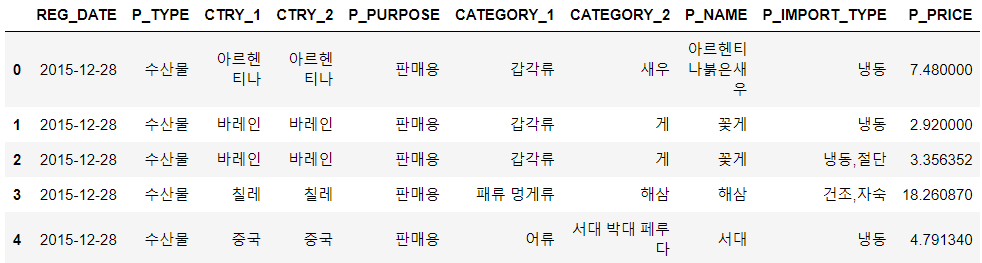 REG_DATE P_TYPE CTRY_1 CTRY_2 P_PURPOSE CATEGORY_1 CATEGORY_2 P_NAME P_IMPORT_TYPE P_PRICE
0 2015-12-28 수산물 아르헨티나 아르헨티나 판매용 갑각류 새우 아르헨티나붉은새우 냉동 7.480000
1 2015-12-28 수산물 바레인 바레인 판매용 갑각류 게 꽃게 냉동 2.920000
2 2015-12-28 수산물 바레인 바레인 판매용 갑각류 게 꽃게 냉동,절단 3.356352
3 2015-12-28 수산물 칠레 칠레 판매용 패류 멍게류 해삼 해삼 건조,자숙 18.260870
4 2015-12-28 수산물 중국 중국 판매용 어류 서대 박대 페루다 서대 냉동 4.791340